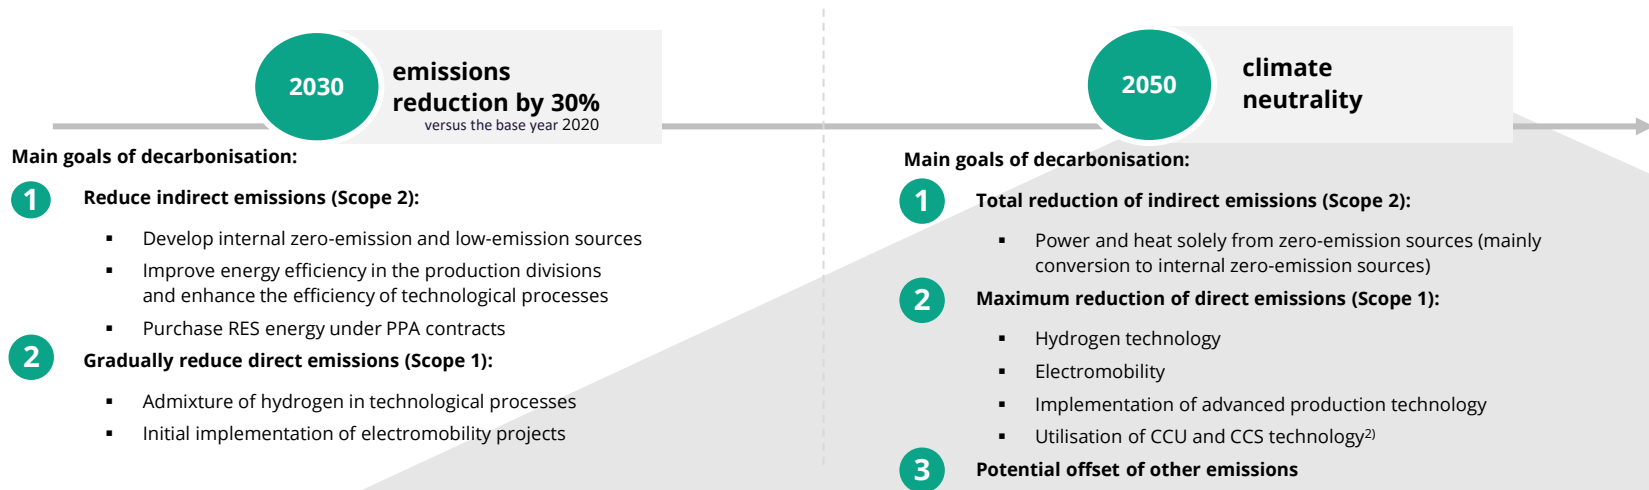 2030
emissions
reduction by 30%
versus the base year 2020
Main goals of decarbonisation:
1
Reduce indirect emissions (Scope 2):
▪ Develop internal zero-emission and low-emission sources
▪ Improve energy efficiency in the production divisions
and enhance the efficiency of technological processes
▪ Purchase RES energy under PPA contracts
2
Gradually reduce direct emissions (Scope 1):
▪ Admixture of hydrogen in technological processes
▪ Initial implementation of electromobility projects
2050
climate
neutrality
Main goals of decarbonisation:
1
Total reduction of indirect emissions (Scope 2):
▪ Power and heat solely from zero-emission sources (mainly
conversion to internal zero-emission sources)
2
Maximum reduction of direct emissions (Scope 1):
▪ Hydrogen technology
▪ Electromobility
▪ Implementation of advanced production technology
▪ Utilisation of CCU and CCS technology²⁾
3
Potential offset of other emissions